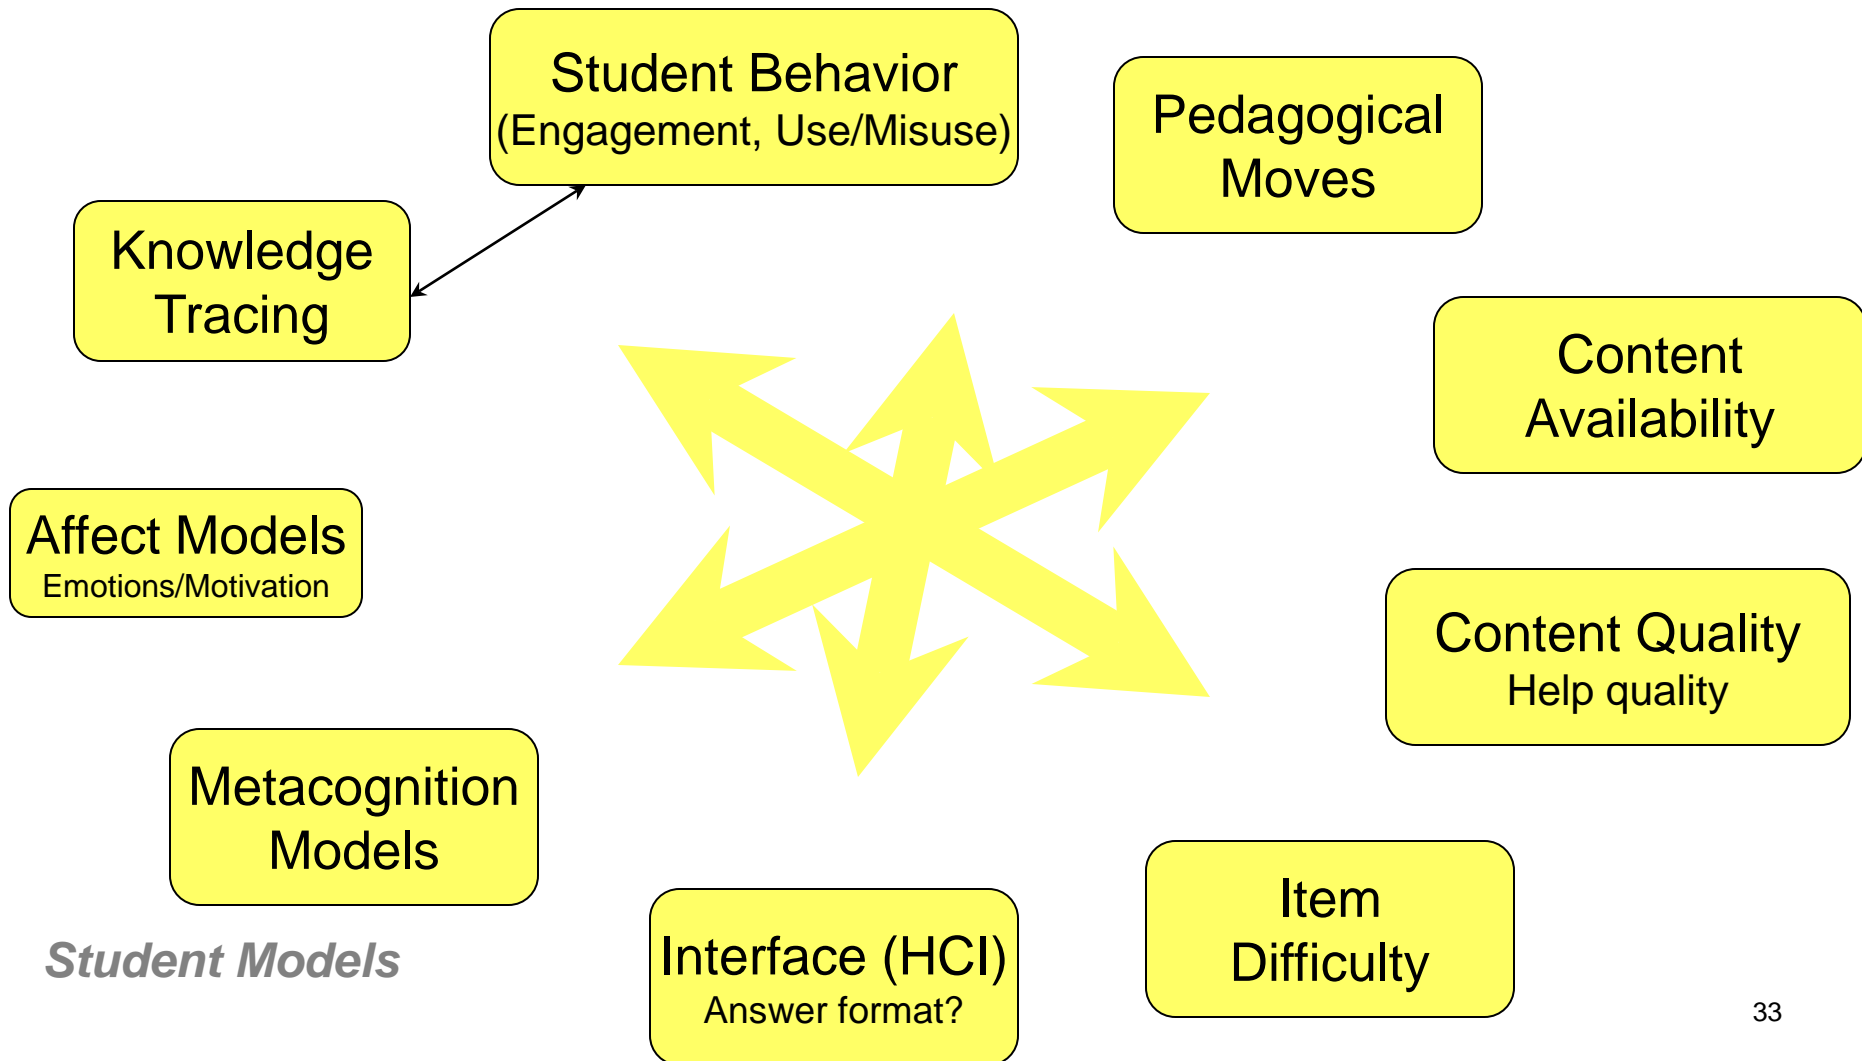 Student Behavior
(Engagement, Use/Misuse)
Pedagogical
Moves
Knowledge
Tracing
Content
Availability
Affect Models
Emotions/Motivation
Content Quality
Help quality
Metacognition
Models
Item
Difficulty
Interface (HCI)
Answer format?
Student Models
33